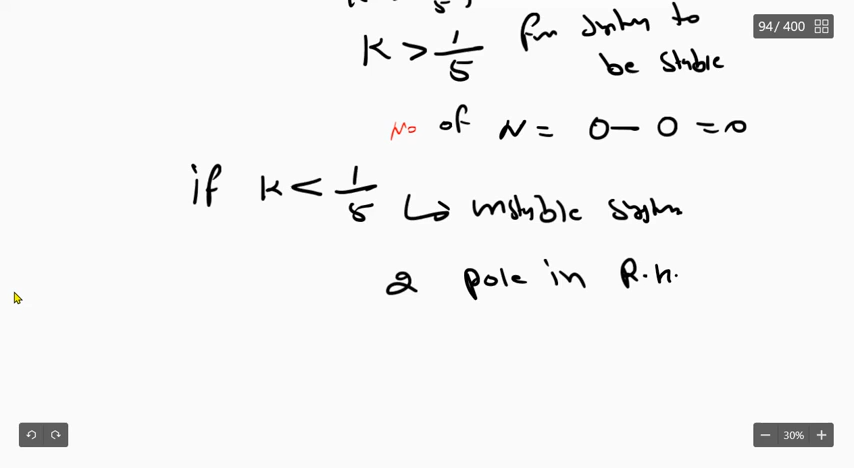 94 / 400
K > 1/5 for system to
be stable
No of N = 0 — 0 = 0
if K < 1/5 ↳ unstable system
2 pole in R.h.
30%